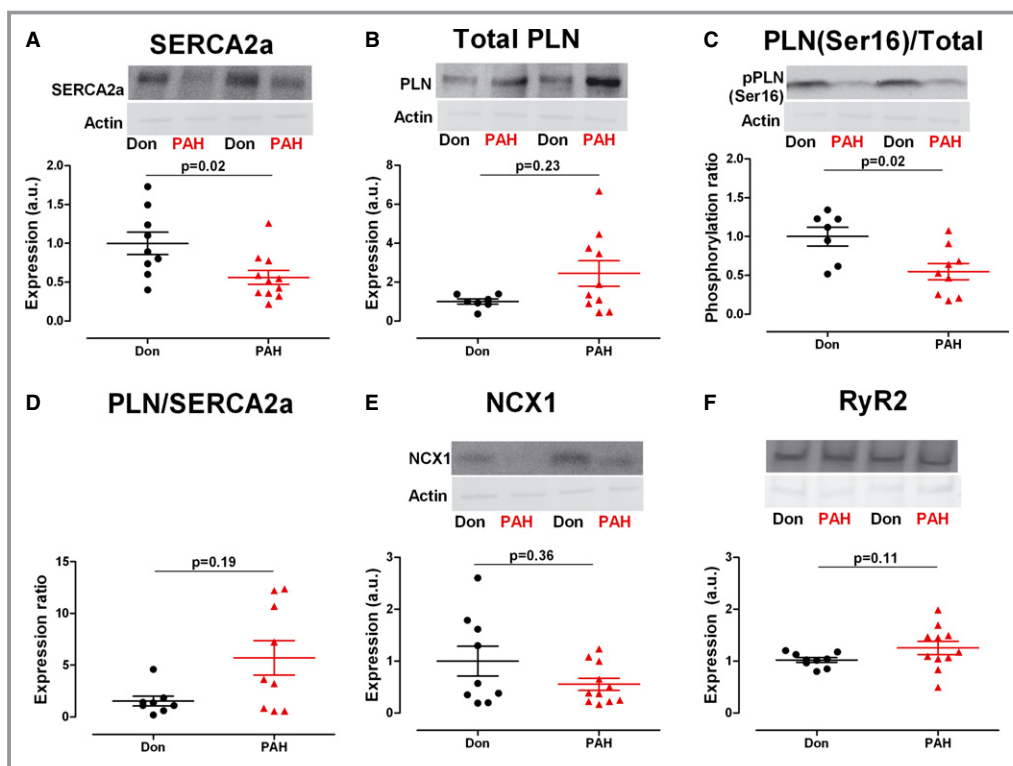 A
SERCA2a
SERCA2a
Actin
Don PAH Don PAH
p=0.02
Expression (a.u.)
2.0
1.5
1.0
0.5
0.0
Don PAH
B
Total PLN
PLN
Actin
Don PAH Don PAH
p=0.23
Expression (a.u.)
8
6
4
2
0
Don PAH
C
PLN(Ser16)/Total
pPLN
(Ser16)
Actin
Don PAH Don PAH
p=0.02
Phosphorylation ratio
2.0
1.5
1.0
0.5
0.0
Don PAH
D
PLN/SERCA2a
p=0.19
Expression ratio
15
10
5
0
Don PAH
E
NCX1
NCX1
Actin
Don PAH Don PAH
p=0.36
Expression (a.u.)
3
2
1
0
Don PAH
F
RyR2
Don PAH Don PAH
p=0.11
Expression (a.u.)
3
2
1
0
Don PAH